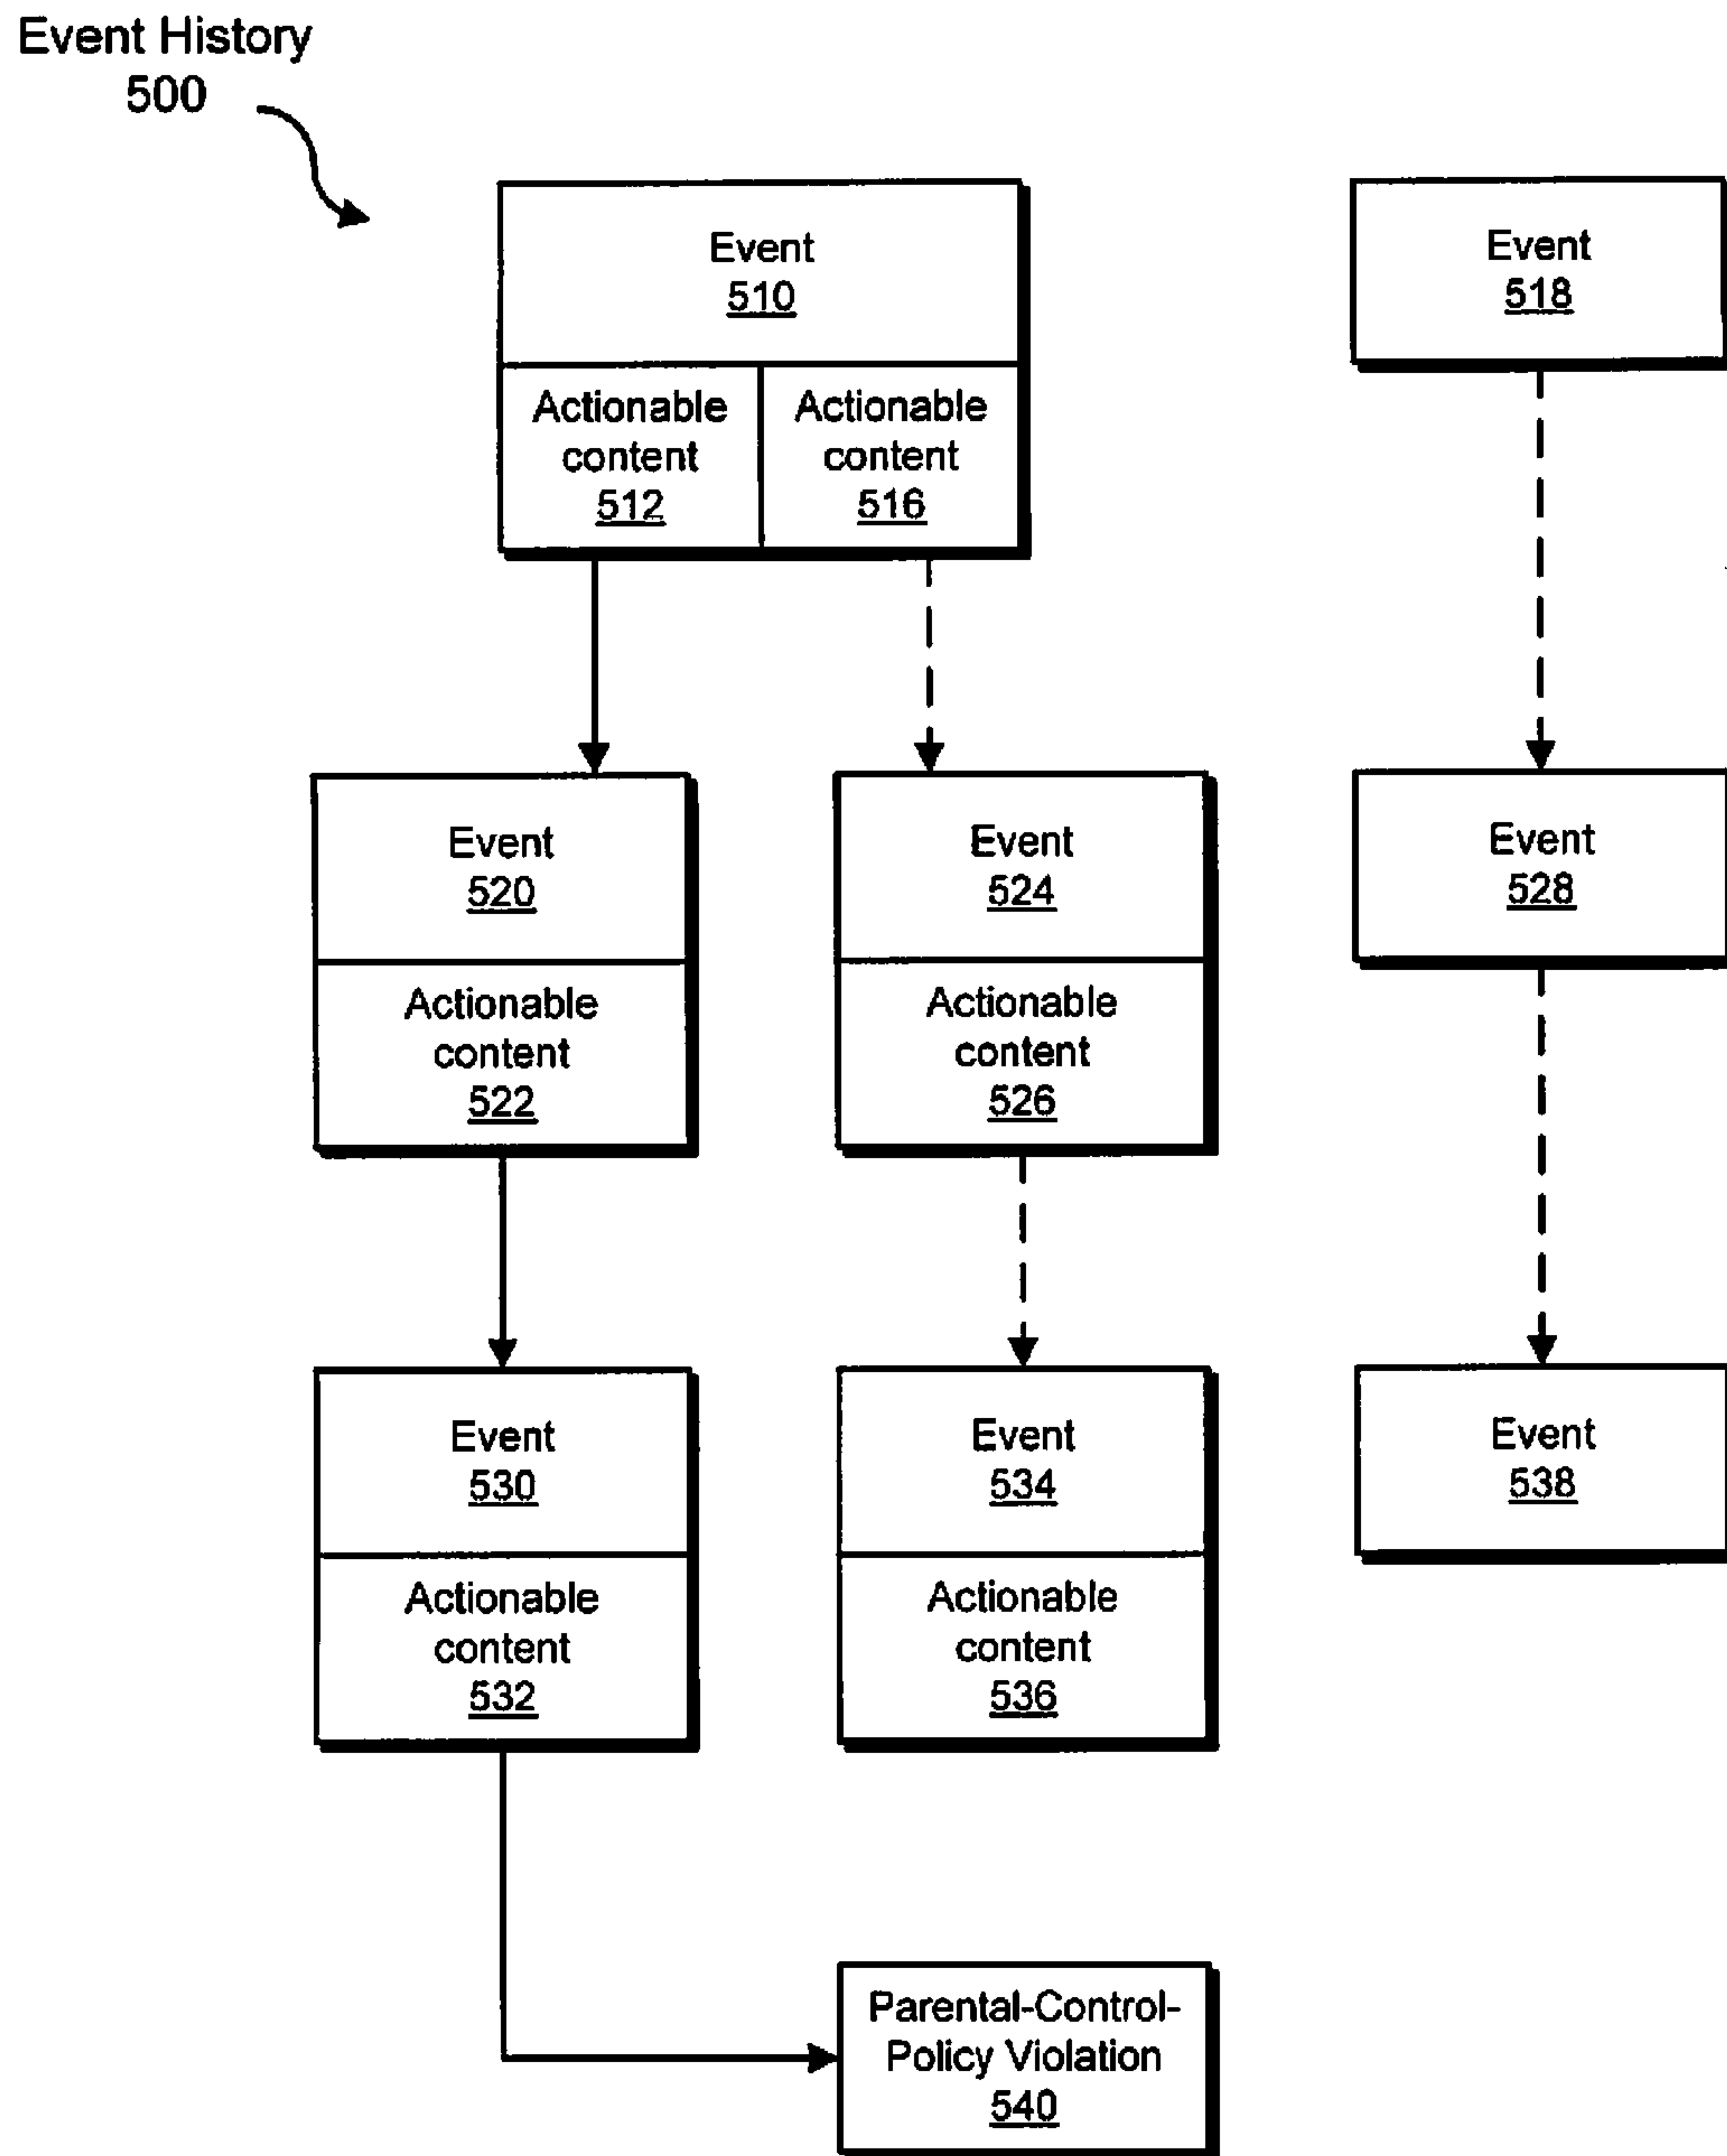 Event History
500
Event
510
Actionable
content
512
Actionable
content
516
Event
518
Event
520
Actionable
content
522
Event
524
Actionable
content
526
Event
528
Event
530
Actionable
content
532
Event
534
Actionable
content
536
Event
538
Parental-Control-
Policy Violation
540